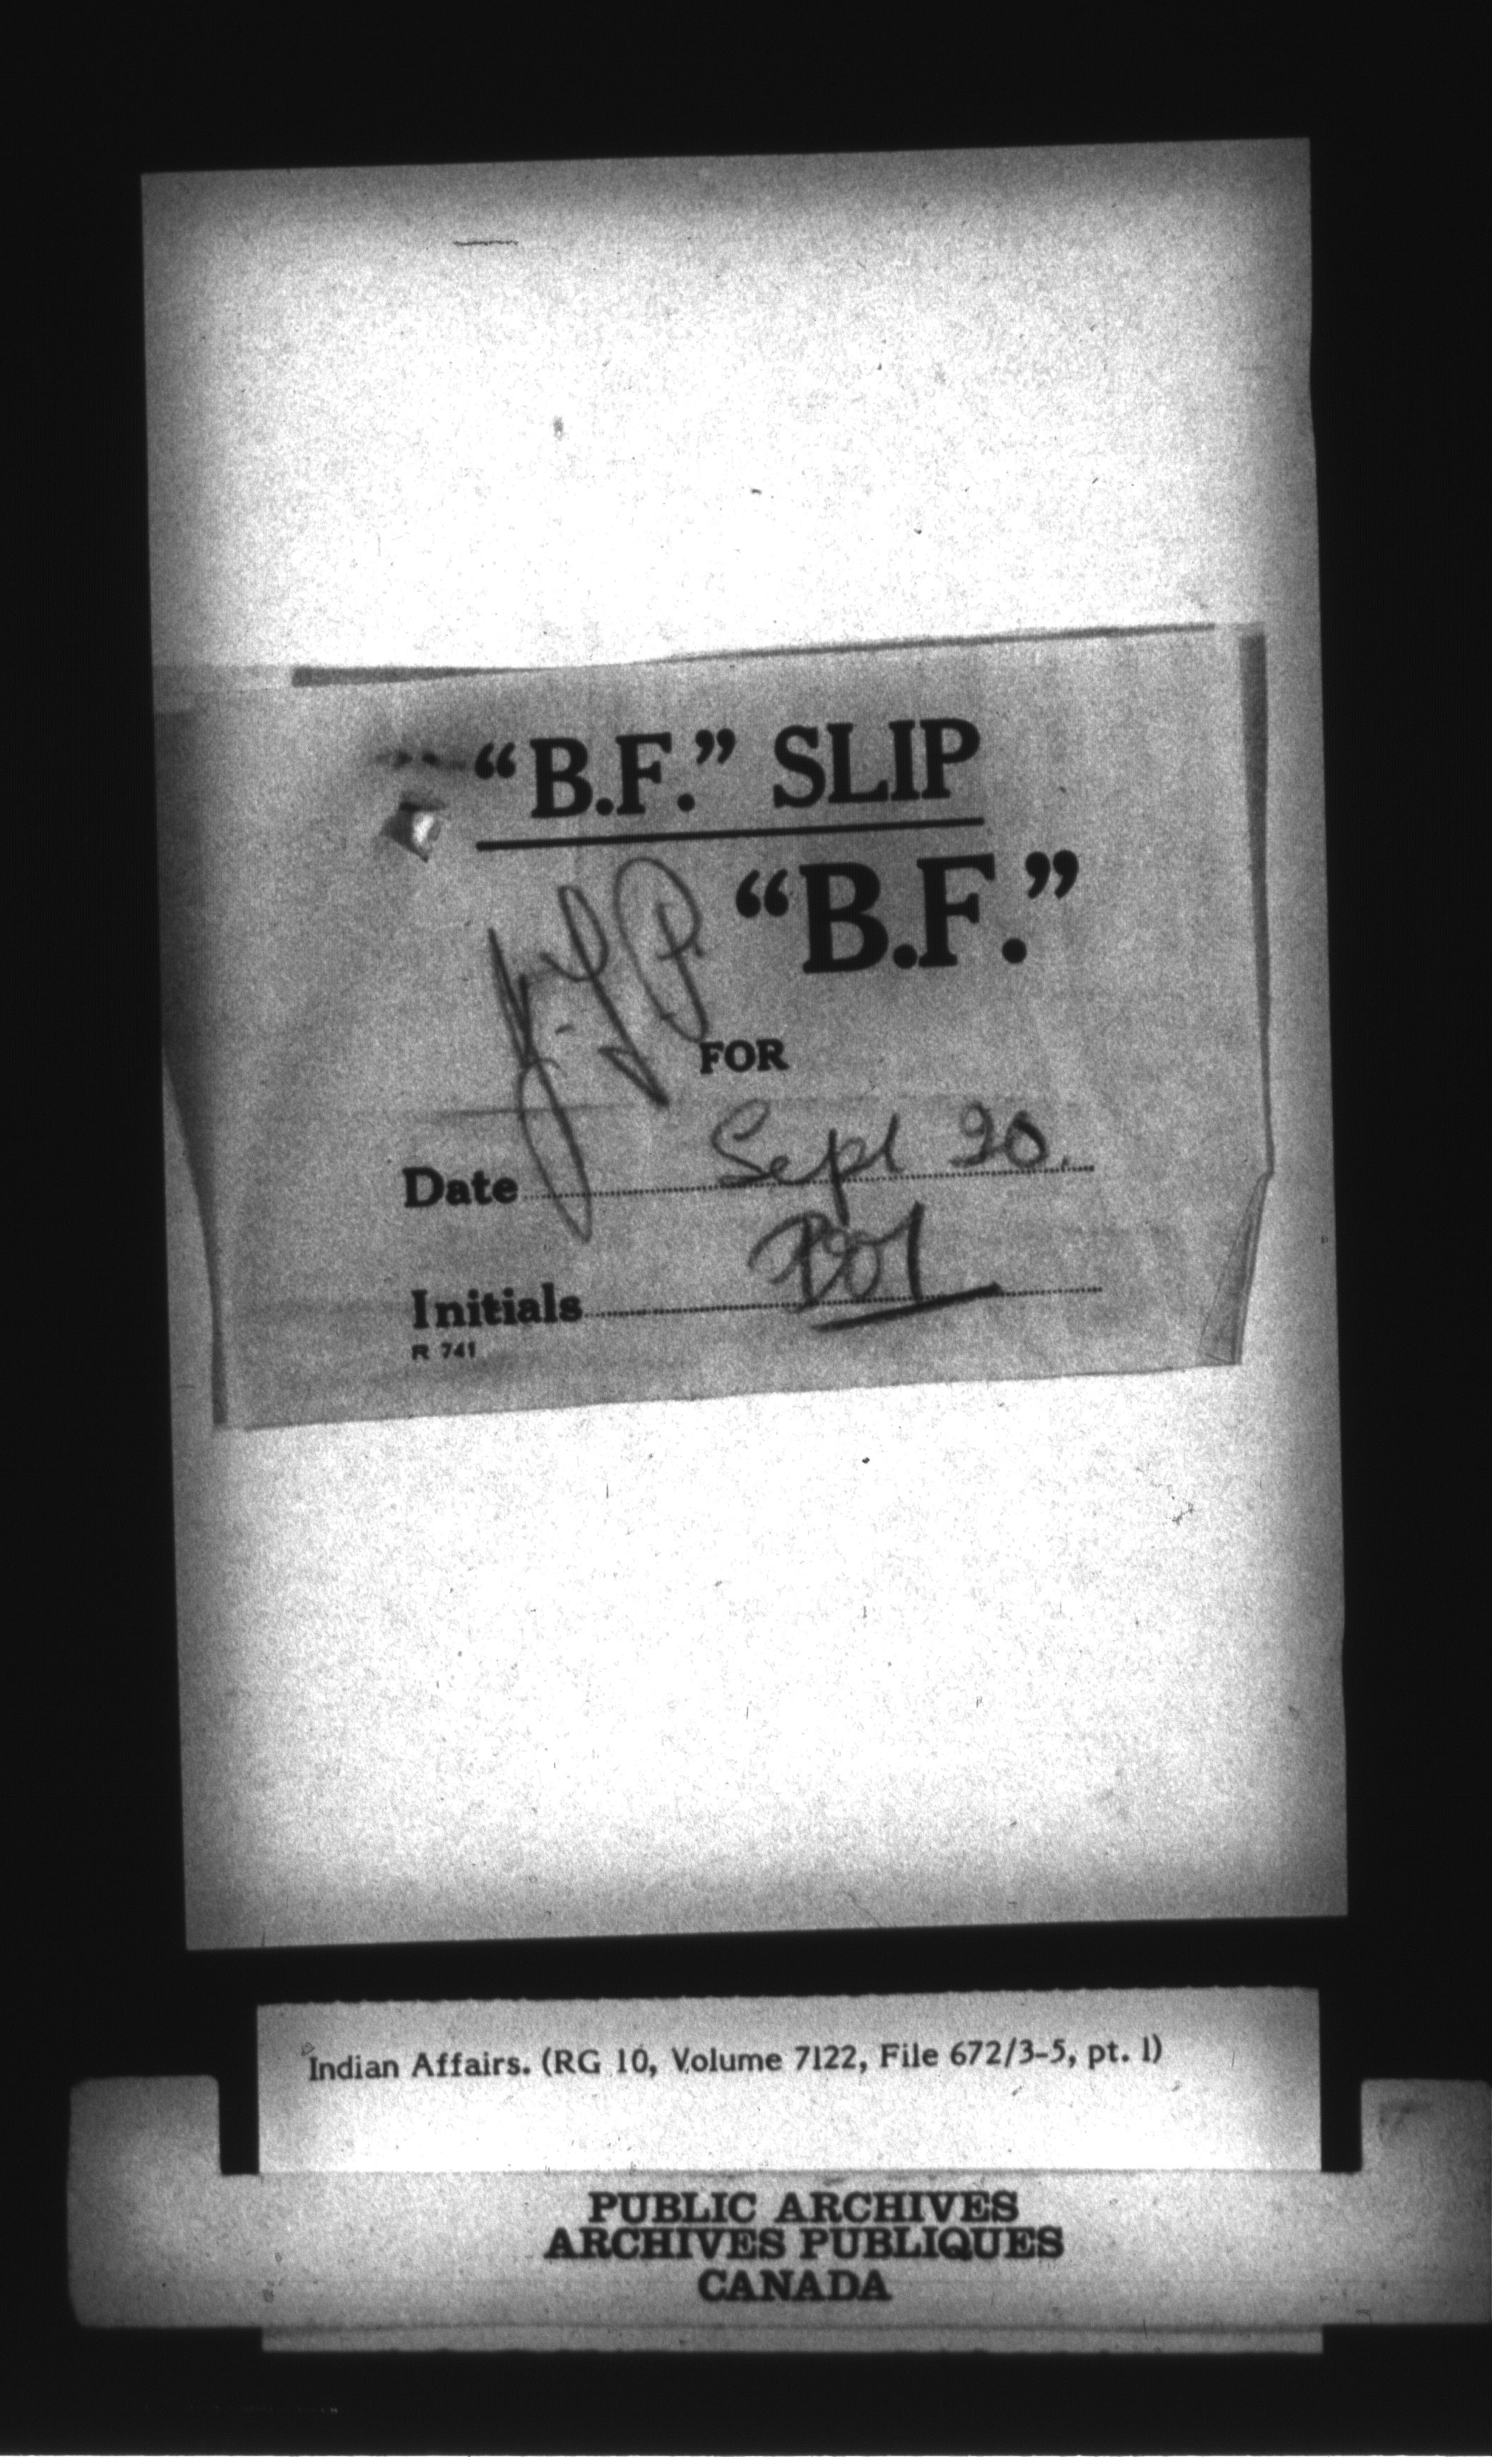 “B.F.” SLIP
“B.F.”
FOR
Date Sept 20.
Initials
R 741
Indian Affairs. (RG 10, Volume 7122, File 672/3-5, pt. 1)
PUBLIC ARCHIVES
ARCHIVES PUBLIQUES
CANADA